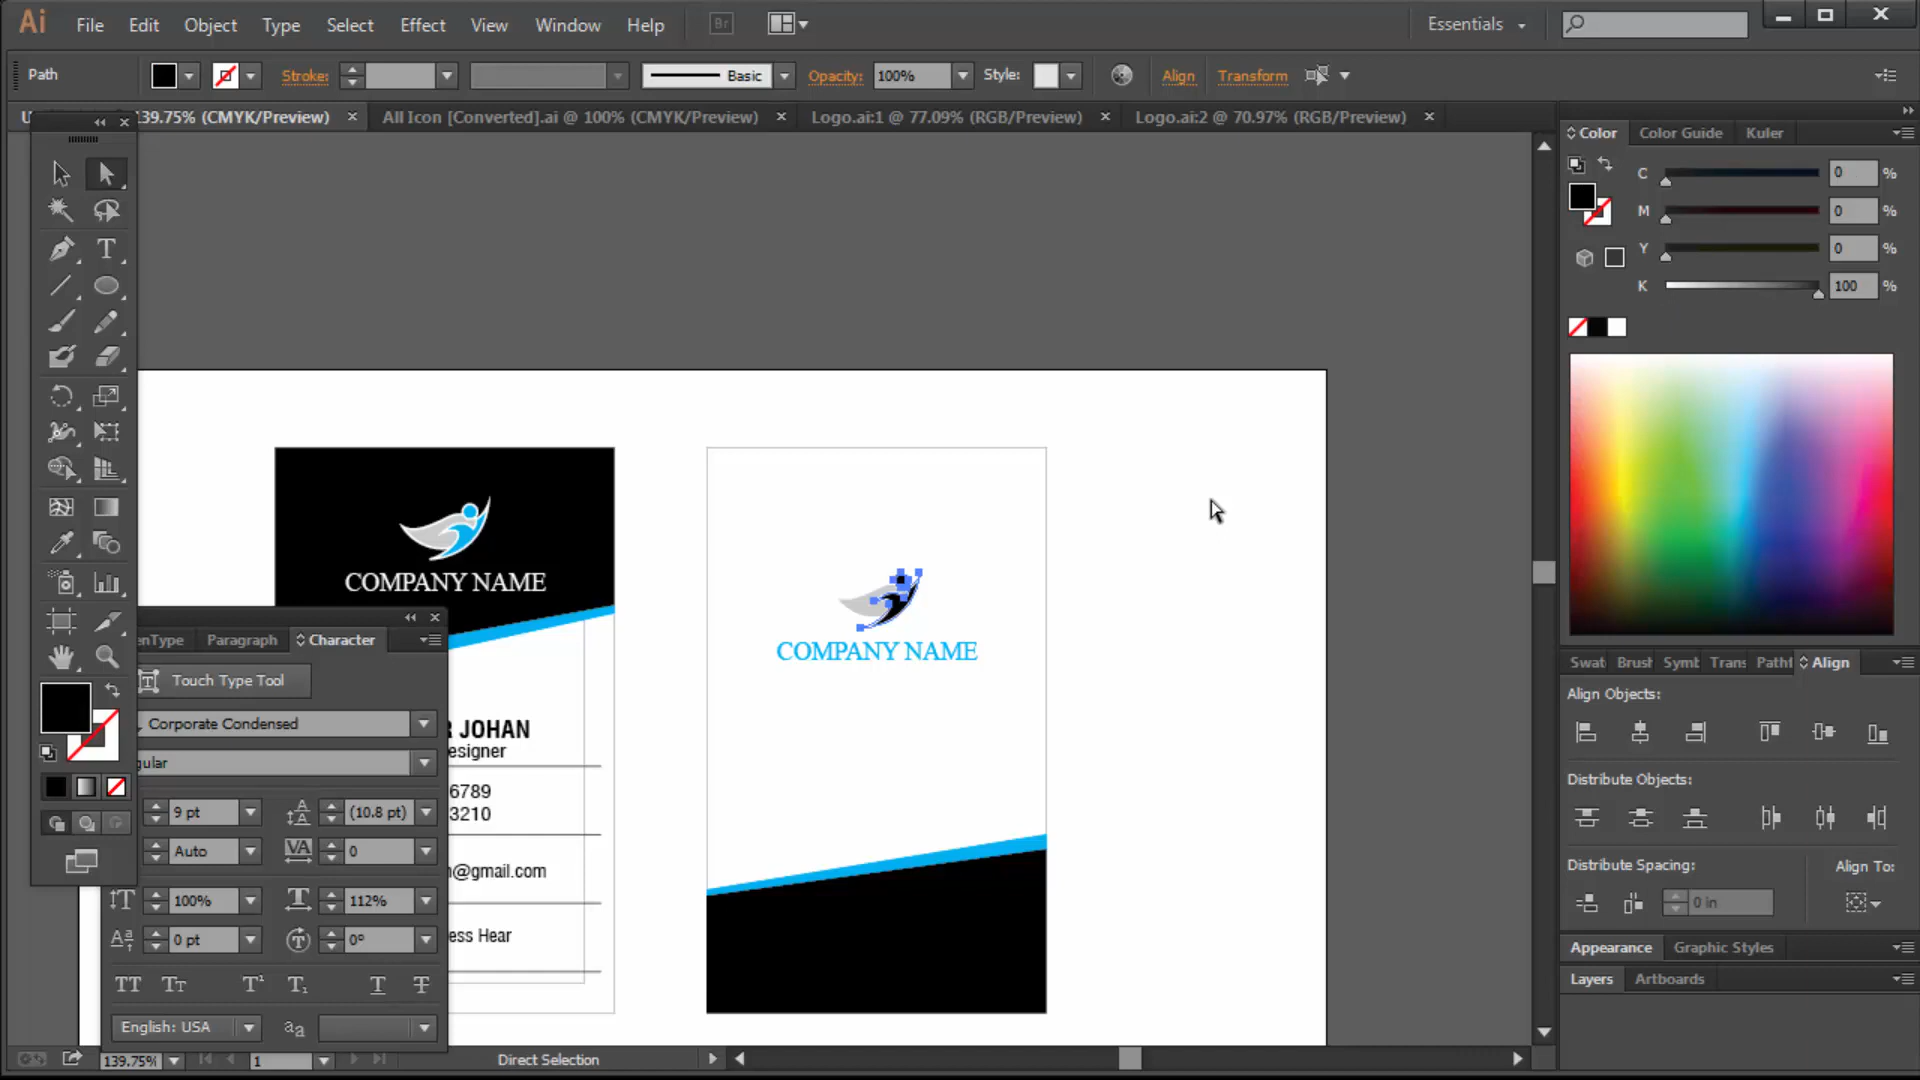 Ai File Edit Object Type Select Effect View Window Help Br Essentials
Path Stroke: Basic Opacity: 100% Style: Align Transform
139.75% (CMYK/Preview) × All Icon [Converted].ai @ 100% (CMYK/Preview) × Logo.ai:1 @ 77.09% (RGB/Preview) × Logo.ai:2 @ 70.97% (RGB/Preview) ×
Color Color Guide Kuler
C 0 %
M 0 %
Y 0 %
K 100 %
COMPANY NAME
COMPANY NAME
enType Paragraph Character
Touch Type Tool
Corporate Condensed
gular
9 pt (10.8 pt)
Auto VA 0
100% 112%
0 pt 0°
English: USA
R JOHAN
esigner
6789
3210
n@gmail.com
ess Hear
Swat Brush Symb Trans Pathf Align
Align Objects:
Distribute Objects:
Distribute Spacing: Align To:
0 in
Appearance Graphic Styles
Layers Artboards
139.75% 1 Direct Selection